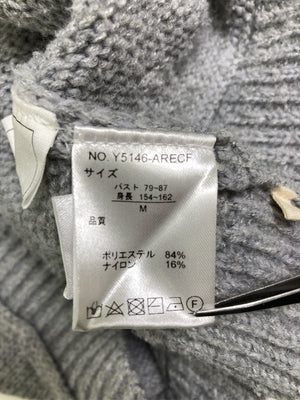 NO. Y5146-ARECF
サイズ
バスト 79~87
身長 154~162
M
品質
ポリエステル 84%
ナイロン 16%
F